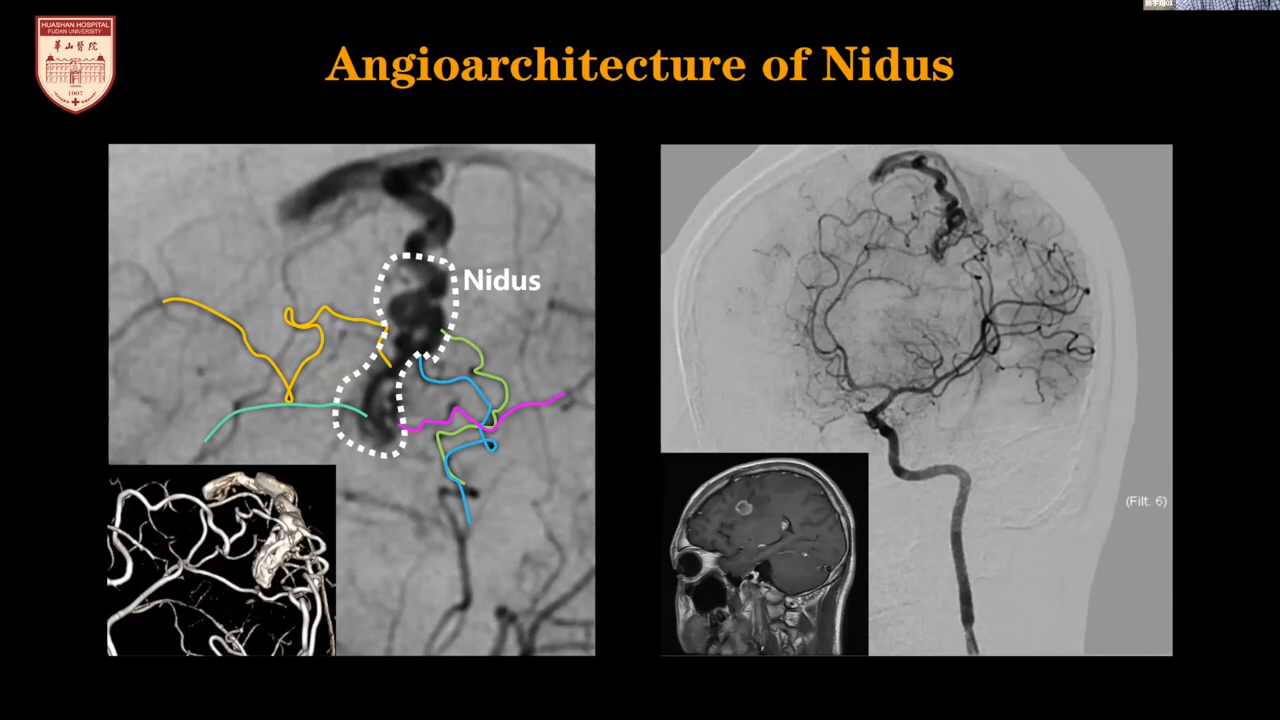 HUASHAN HOSPITAL
FUDAN UNIVERSITY
華山醫院
1907
Angioarchitecture of Nidus
Nidus
(Filt. 6)